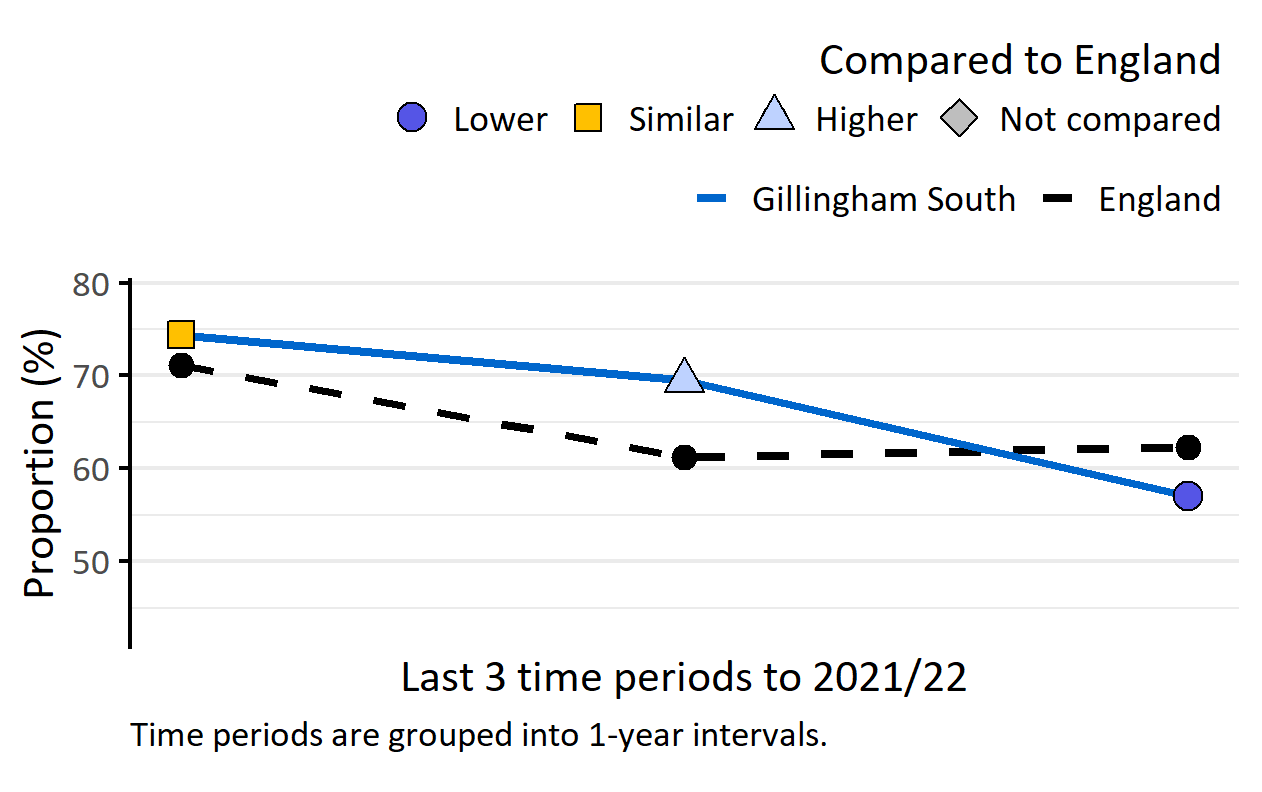 Compared to England
Lower Similar Higher Not compared
Gillingham South England
80
70
60
50
Proportion (%)
Last 3 time periods to 2021/22
Time periods are grouped into 1-year intervals.